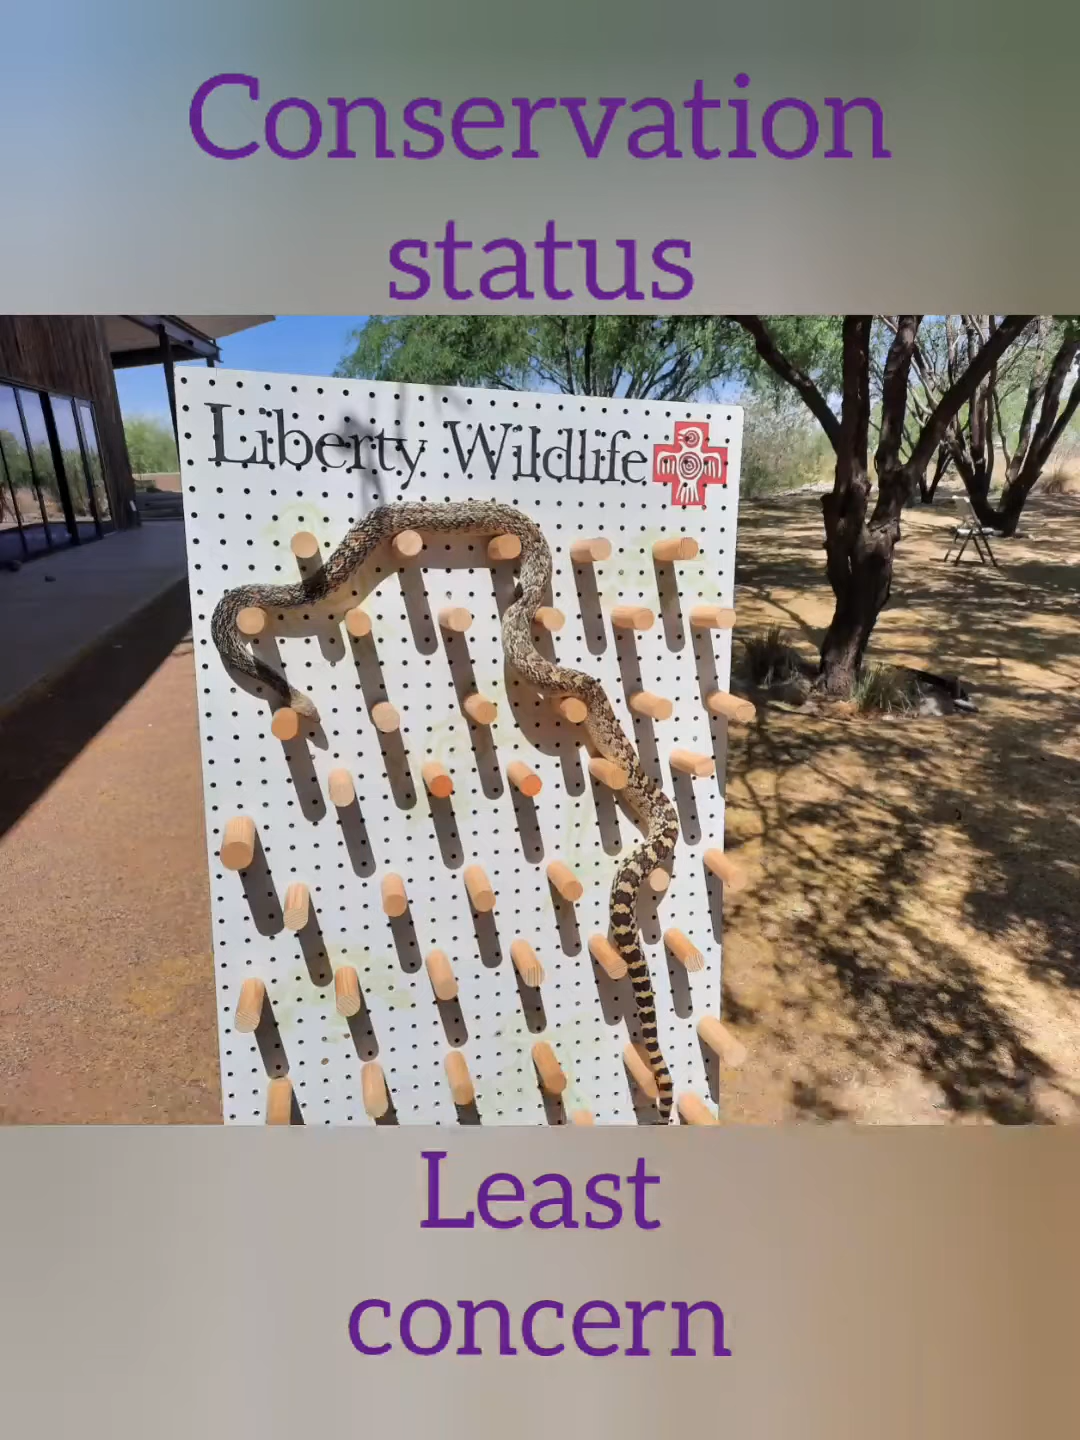 Conservation
status
Liberty Wildlife
Least
concern